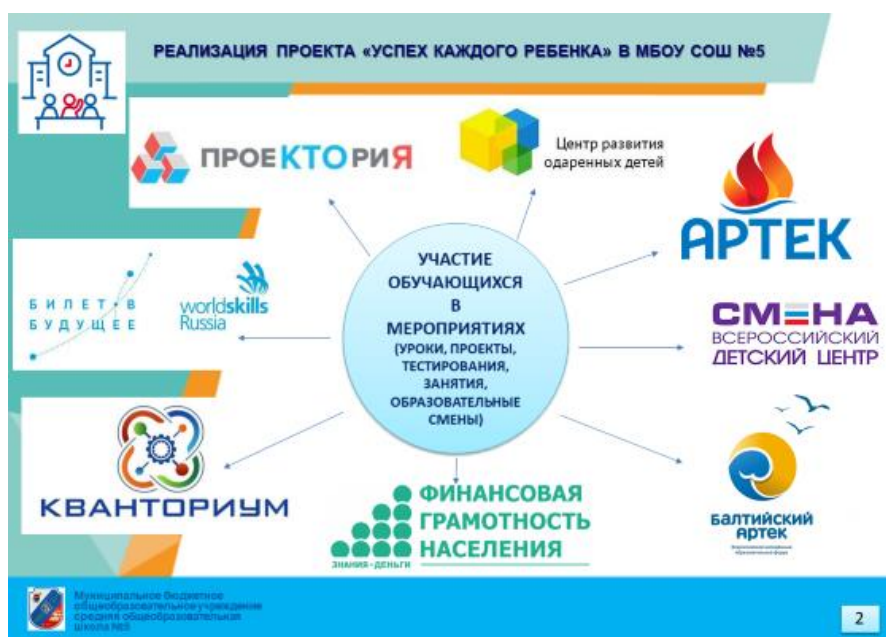 РЕАЛИЗАЦИЯ ПРОЕКТА «УСПЕХ КАЖДОГО РЕБЕНКА» В МБОУ СОШ №5
ПРОЕКТОРИЯ
Центр развития
одаренных детей
АРТЕК
БИЛЕТ В
БУДУЩЕЕ
worldskills
Russia
УЧАСТИЕ
ОБУЧАЮЩИХСЯ
В
МЕРОПРИЯТИЯХ
(УРОКИ, ПРОЕКТЫ,
ТЕСТИРОВАНИЯ,
ЗАНЯТИЯ,
ОБРАЗОВАТЕЛЬНЫЕ
СМЕНЫ)
СМЕНА
ВСЕРОССИЙСКИЙ
ДЕТСКИЙ ЦЕНТР
КВАНТОРИУМ
ФИНАНСОВАЯ
ГРАМОТНОСТЬ
НАСЕЛЕНИЯ
ЗНАНИЯ-ДЕНЬГИ
БАЛТИЙСКИЙ
АРТЕК
Муниципальное бюджетное
общеобразовательное учреждение
средняя общеобразовательная
школа №5
2